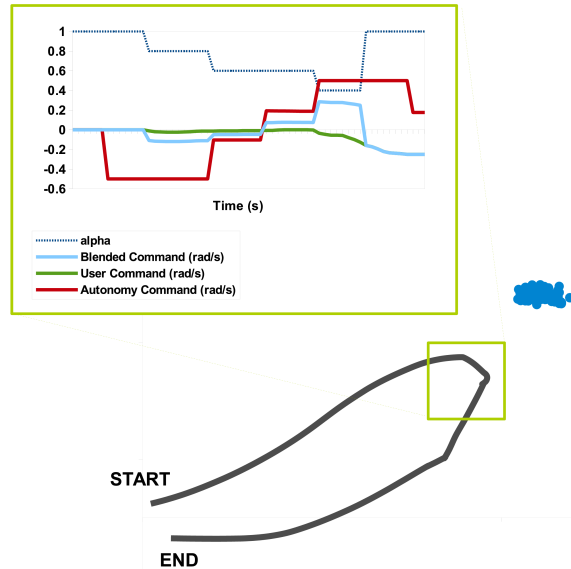 1
0.8
0.6
0.4
0.2
0
-0.2
-0.4
-0.6
Time (s)
alpha
Blended Command (rad/s)
User Command (rad/s)
Autonomy Command (rad/s)
START
END